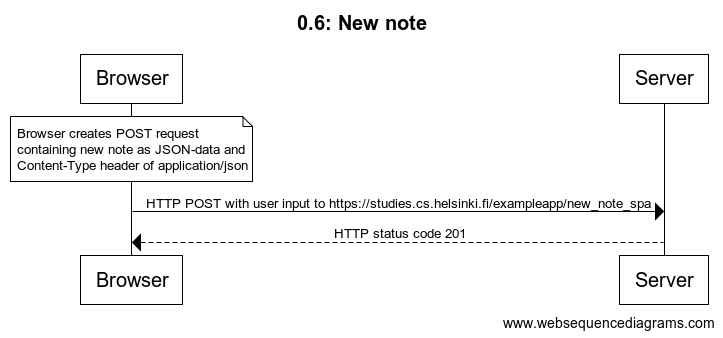 0.6: New note
Browser
Server
Browser creates POST request
containing new note as JSON-data and
Content-Type header of application/json
HTTP POST with user input to https://studies.cs.helsinki.fi/exampleapp/new_note_spa
HTTP status code 201
Browser
Server
www.websequencediagrams.com